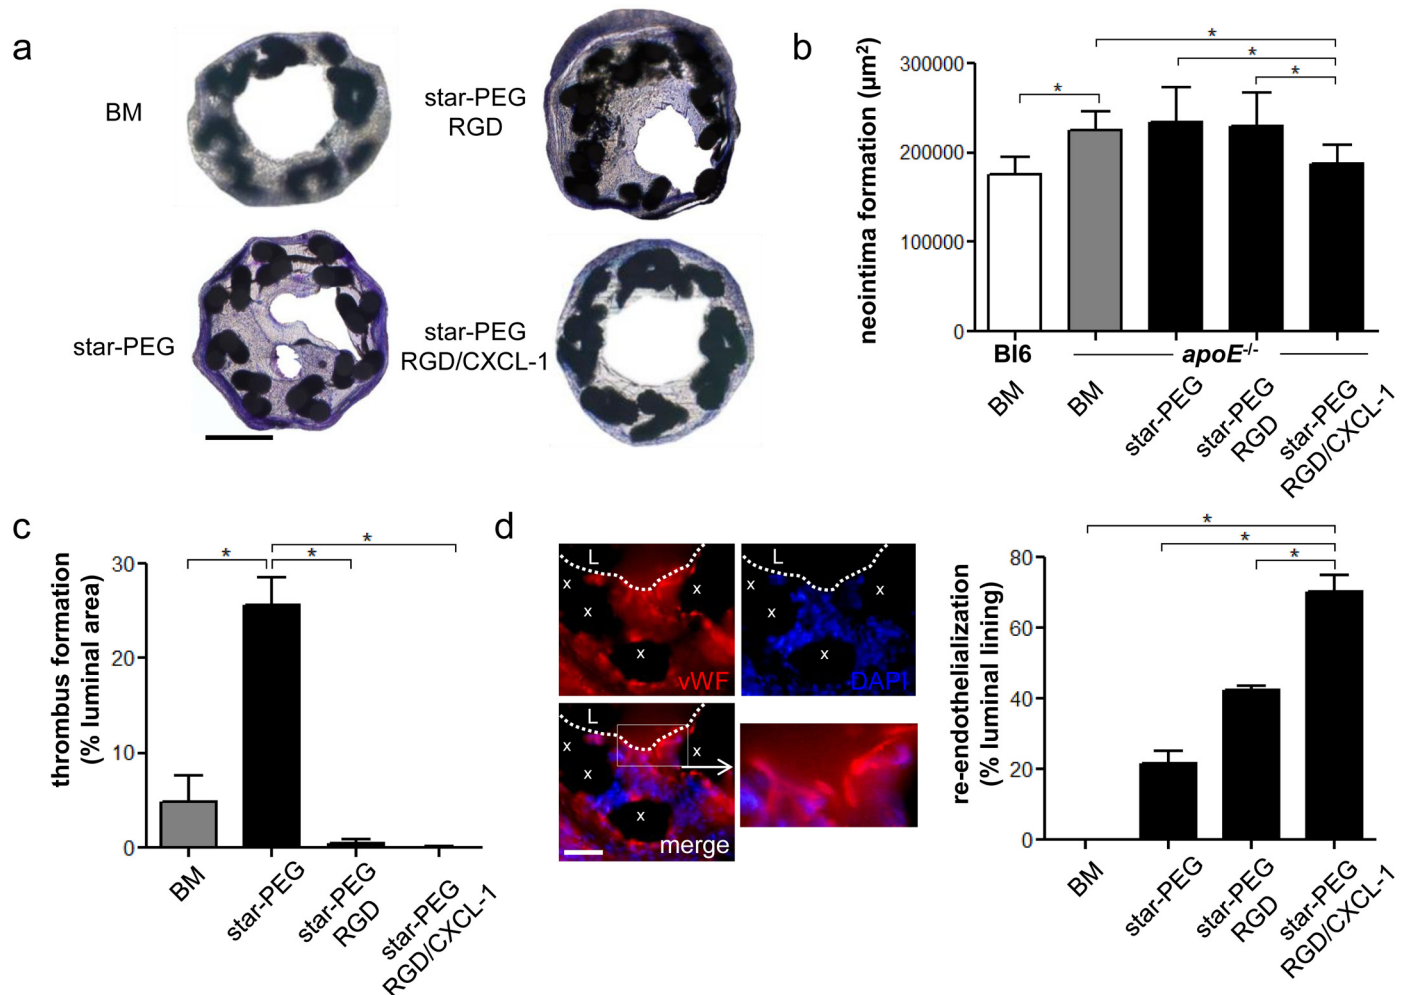 a
BM
star-PEG
RGD
star-PEG
star-PEG
RGD/CXCL-1
b
neointima formation (µm²)
300000
200000
100000
0
*
*
*
*
Bl6
apoE-/-
BM
BM
star-PEG
star-PEG
RGD
star-PEG
RGD/CXCL-1
c
thrombus formation
(% luminal area)
30
20
10
0
*
*
*
BM
star-PEG
star-PEG
RGD
star-PEG
RGD/CXCL-1
d
L
x
x
x
x
vWF
L
x
x
x
x
DAPI
L
x
x
x
x
merge
re-endothelialization
(% luminal lining)
80
60
40
20
0
*
*
*
BM
star-PEG
star-PEG
RGD
star-PEG
RGD/CXCL-1